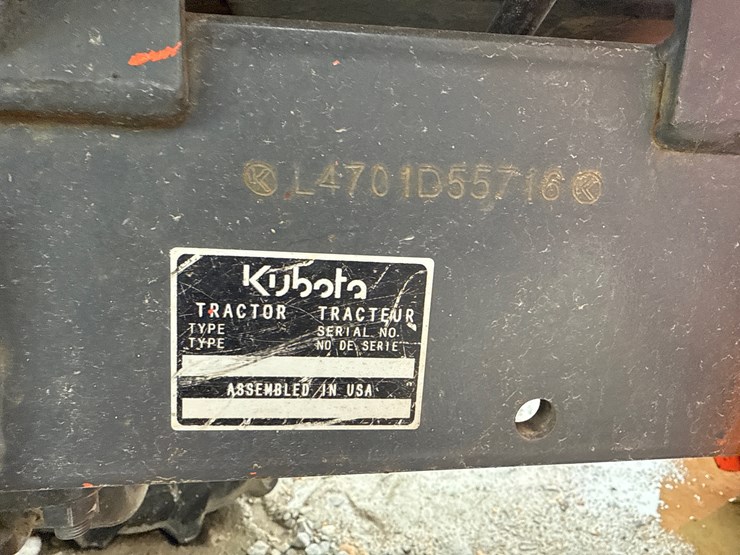 K L4701D55716 K
Kubota
TRACTOR TRACTEUR
TYPE SERIAL NO.
TYPE NO DE SERIE
ASSEMBLED IN USA